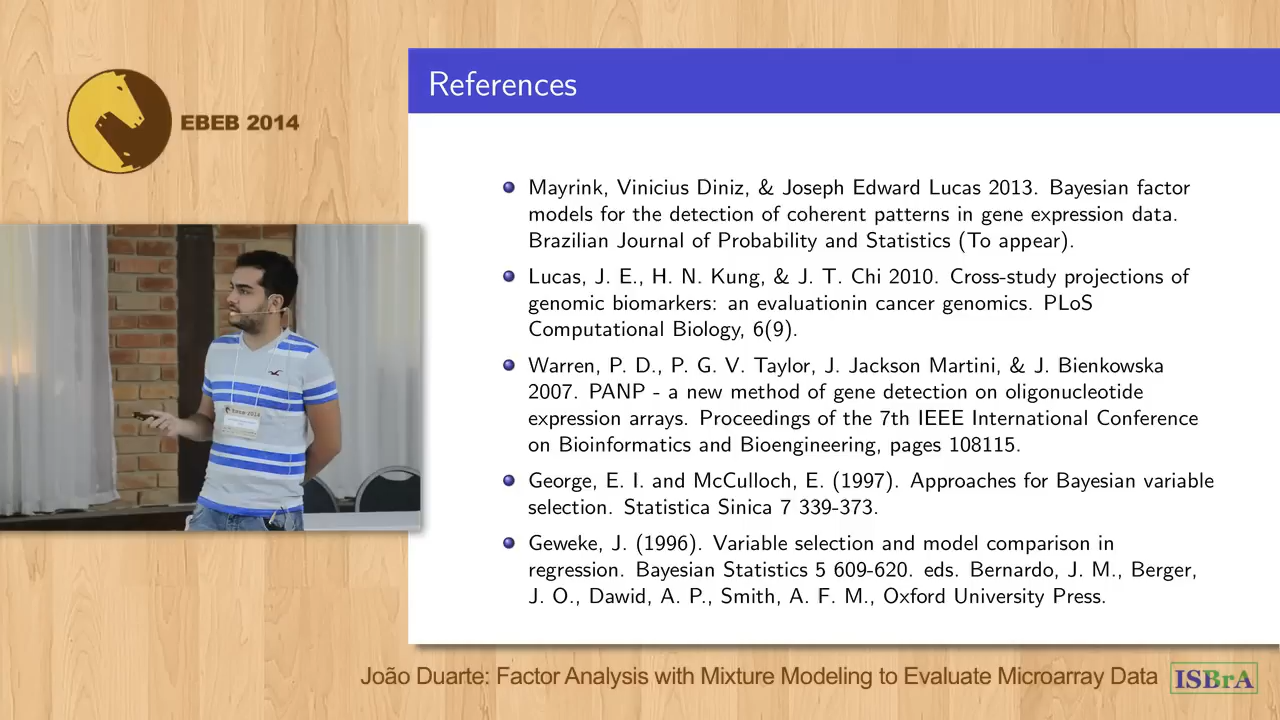 EBEB 2014
References
Mayrink, Vinicius Diniz, & Joseph Edward Lucas 2013. Bayesian factor
models for the detection of coherent patterns in gene expression data.
Brazilian Journal of Probability and Statistics (To appear).
Lucas, J. E., H. N. Kung, & J. T. Chi 2010. Cross-study projections of
genomic biomarkers: an evaluationin cancer genomics. PLoS
Computational Biology, 6(9).
Warren, P. D., P. G. V. Taylor, J. Jackson Martini, & J. Bienkowska
2007. PANP - a new method of gene detection on oligonucleotide
expression arrays. Proceedings of the 7th IEEE International Conference
on Bioinformatics and Bioengineering, pages 108115.
George, E. I. and McCulloch, E. (1997). Approaches for Bayesian variable
selection. Statistica Sinica 7 339-373.
Geweke, J. (1996). Variable selection and model comparison in
regression. Bayesian Statistics 5 609-620. eds. Bernardo, J. M., Berger,
J. O., Dawid, A. P., Smith, A. F. M., Oxford University Press.
João Duarte: Factor Analysis with Mixture Modeling to Evaluate Microarray Data
ISBrA